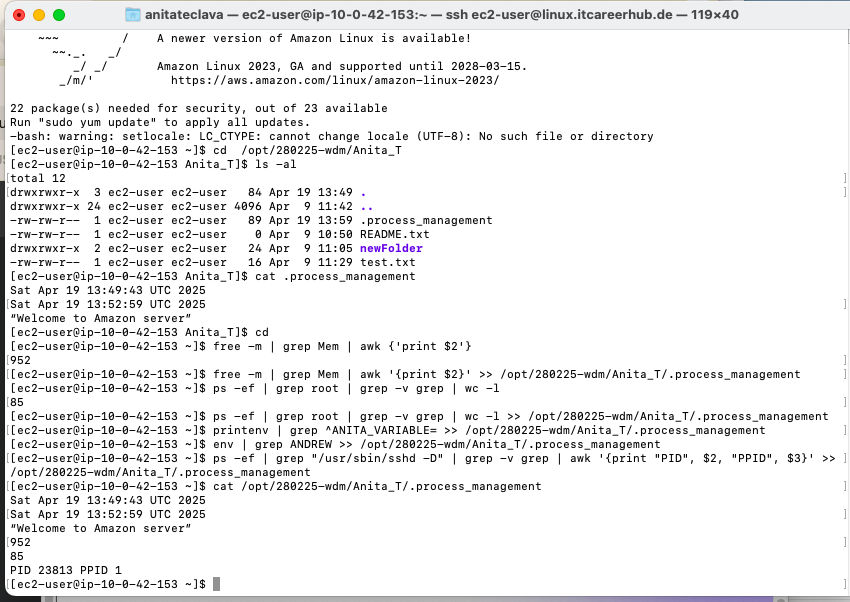 anitateclava — ec2-user@ip-10-0-42-153:~ — ssh ec2-user@linux.itcareerhub.de — 119×40
~~~         /    A newer version of Amazon Linux is available!
~~._.   _/
_/ _/       Amazon Linux 2023, GA and supported until 2028-03-15.
_/m/'           https://aws.amazon.com/linux/amazon-linux-2023/
22 package(s) needed for security, out of 23 available
Run "sudo yum update" to apply all updates.
-bash: warning: setlocale: LC_CTYPE: cannot change locale (UTF-8): No such file or directory
[ec2-user@ip-10-0-42-153 ~]$ cd  /opt/280225-wdm/Anita_T
[ec2-user@ip-10-0-42-153 Anita_T]$ ls -al
[total 12                                                                                                              ]
[drwxrwxr-x  3 ec2-user ec2-user   84 Apr 19 13:49 .                                                                   ]
drwxrwxr-x 24 ec2-user ec2-user 4096 Apr  9 11:42 ..
-rw-rw-r--  1 ec2-user ec2-user   89 Apr 19 13:59 .process_management
-rw-rw-r--  1 ec2-user ec2-user    0 Apr  9 10:50 README.txt
drwxrwxr-x  2 ec2-user ec2-user   24 Apr  9 11:05 newFolder
-rw-rw-r--  1 ec2-user ec2-user   16 Apr  9 11:29 test.txt
[[ec2-user@ip-10-0-42-153 Anita_T]$ cat .process_management
Sat Apr 19 13:49:43 UTC 2025
[Sat Apr 19 13:52:59 UTC 2025                                                                                          ]
“Welcome to Amazon server”
[ec2-user@ip-10-0-42-153 Anita_T]$ cd
[ec2-user@ip-10-0-42-153 ~]$ free -m | grep Mem | awk {'print $2'}
[952                                                                                                                   ]
[[ec2-user@ip-10-0-42-153 ~]$ free -m | grep Mem | awk '{print $2}' >> /opt/280225-wdm/Anita_T/.process_management     ]
[ec2-user@ip-10-0-42-153 ~]$ ps -ef | grep root | grep -v grep | wc -l
[85                                                                                                                    ]
[[ec2-user@ip-10-0-42-153 ~]$ ps -ef | grep root | grep -v grep | wc -l >> /opt/280225-wdm/Anita_T/.process_management ]
[[ec2-user@ip-10-0-42-153 ~]$ printenv | grep ^ANITA_VARIABLE= >> /opt/280225-wdm/Anita_T/.process_management          ]
[[ec2-user@ip-10-0-42-153 ~]$ env | grep ANDREW >> /opt/280225-wdm/Anita_T/.process_management                         ]
[[ec2-user@ip-10-0-42-153 ~]$ ps -ef | grep "/usr/sbin/sshd -D" | grep -v grep | awk '{print "PID", $2, "PPID", $3}' >> ]
/opt/280225-wdm/Anita_T/.process_management
[[ec2-user@ip-10-0-42-153 ~]$ cat /opt/280225-wdm/Anita_T/.process_management                                          ]
Sat Apr 19 13:49:43 UTC 2025
[Sat Apr 19 13:52:59 UTC 2025                                                                                          ]
“Welcome to Amazon server”
[952                                                                                                                   ]
85
PID 23813 PPID 1
[[ec2-user@ip-10-0-42-153 ~]$                                                                                          ]